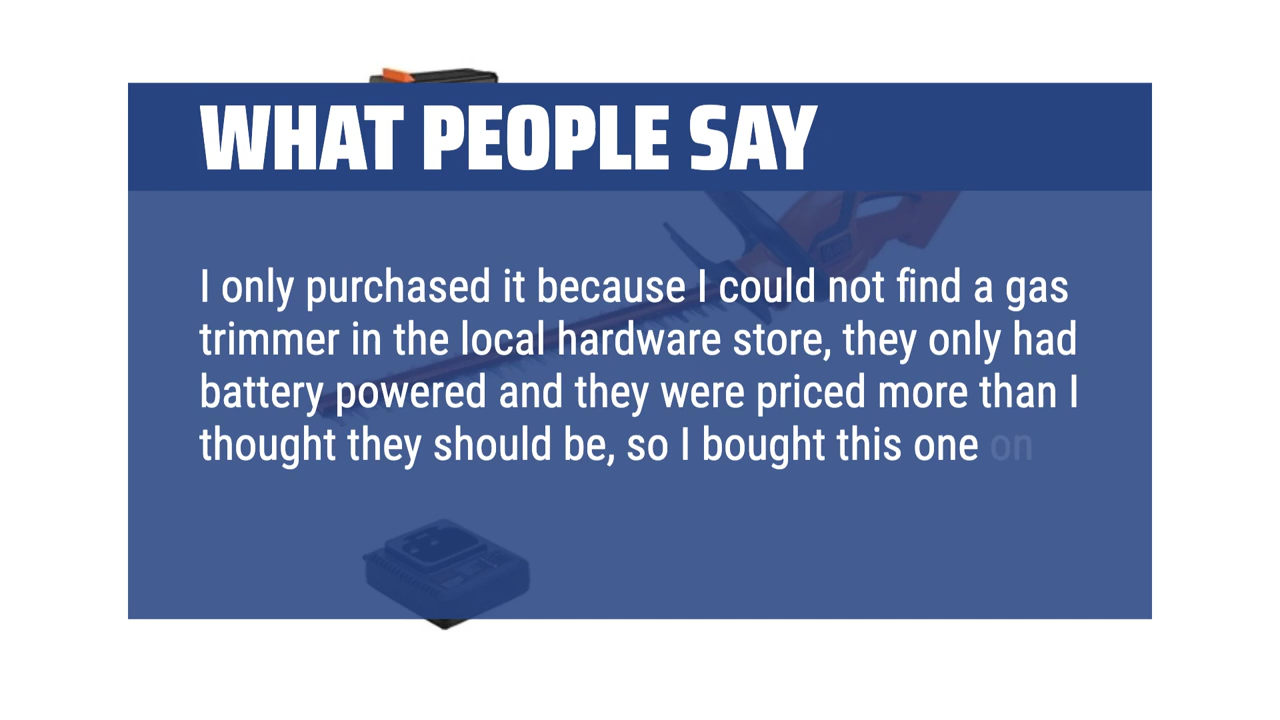 WHAT PEOPLE SAY
I only purchased it because I could not find a gas
trimmer in the local hardware store, they only had
battery powered and they were priced more than I
thought they should be, so I bought this one on